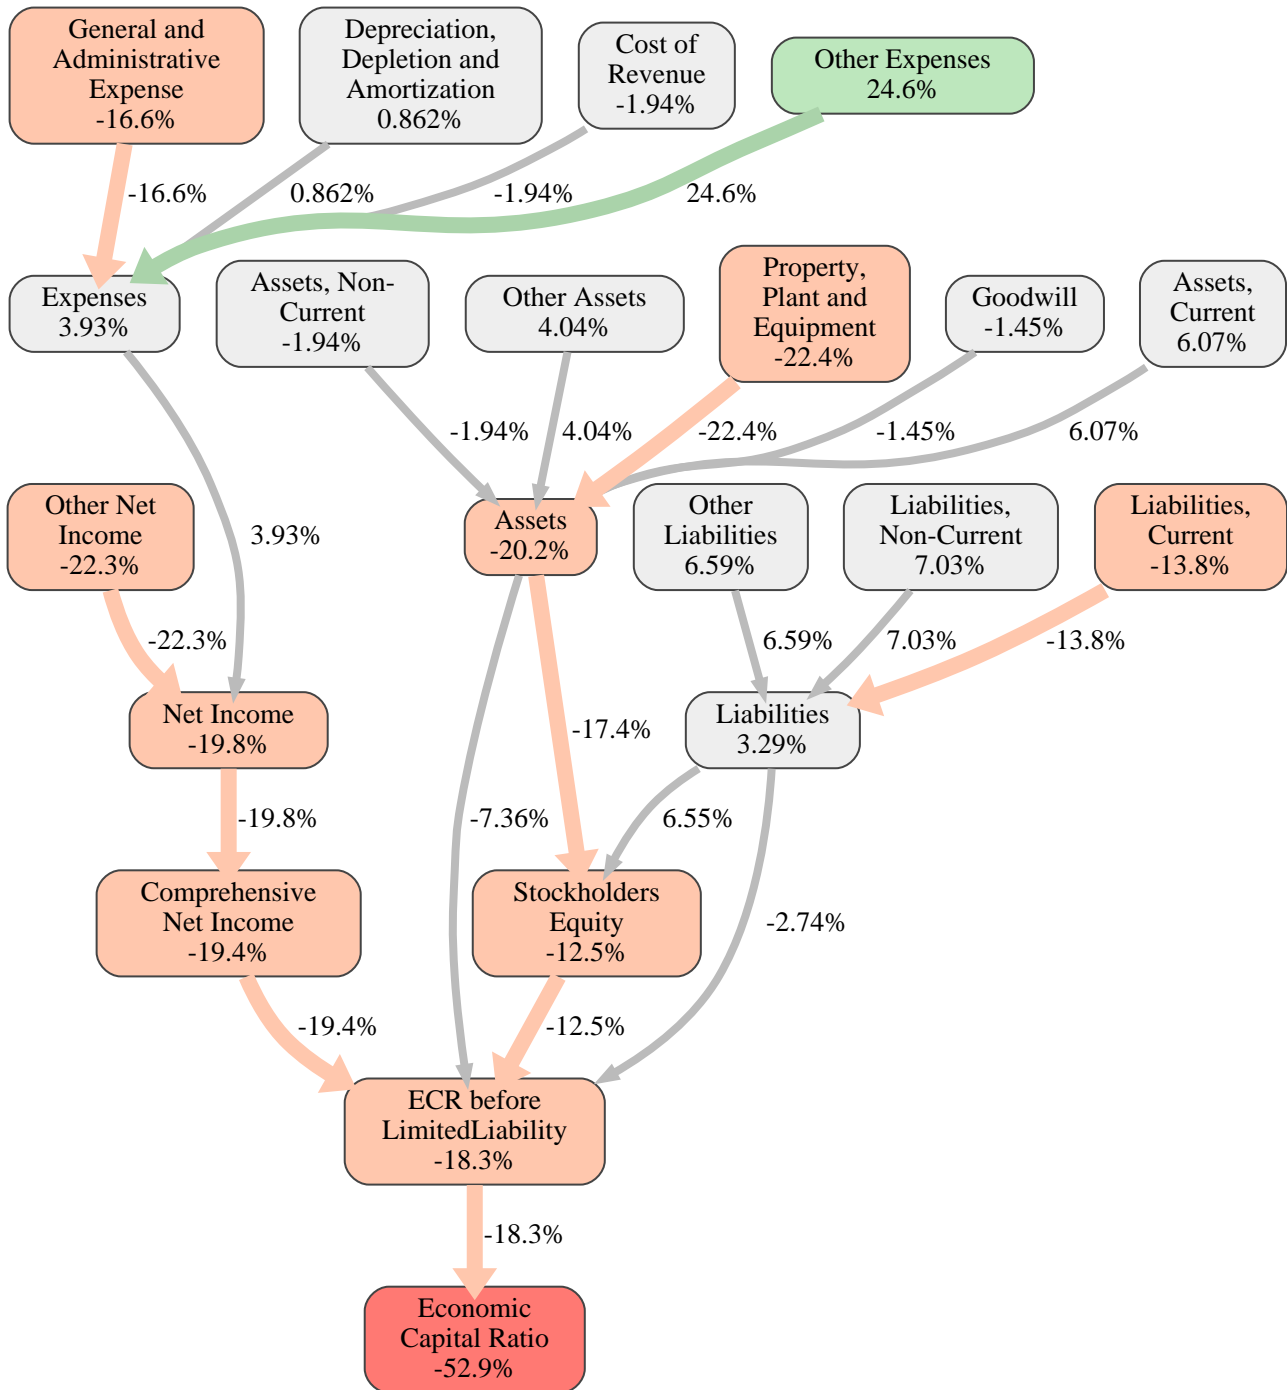 General and
Administrative
Expense
-16.6%
Depreciation,
Depletion and
Amortization
0.862%
Cost of
Revenue
-1.94%
Other Expenses
24.6%
-16.6%
0.862%
-1.94%
24.6%
Expenses
3.93%
Assets, Non-
Current
-1.94%
Other Assets
4.04%
Property,
Plant and
Equipment
-22.4%
Goodwill
-1.45%
Assets,
Current
6.07%
-1.94%
4.04%
-22.4%
-1.45%
6.07%
Other Net
Income
-22.3%
3.93%
Assets
-20.2%
Other
Liabilities
6.59%
Liabilities,
Non-Current
7.03%
Liabilities,
Current
-13.8%
-22.3%
6.59%
7.03%
-13.8%
Net Income
-19.8%
-17.4%
Liabilities
3.29%
-19.8%
-7.36%
6.55%
Comprehensive
Net Income
-19.4%
Stockholders
Equity
-12.5%
-2.74%
-19.4%
-12.5%
ECR before
LimitedLiability
-18.3%
-18.3%
Economic
Capital Ratio
-52.9%